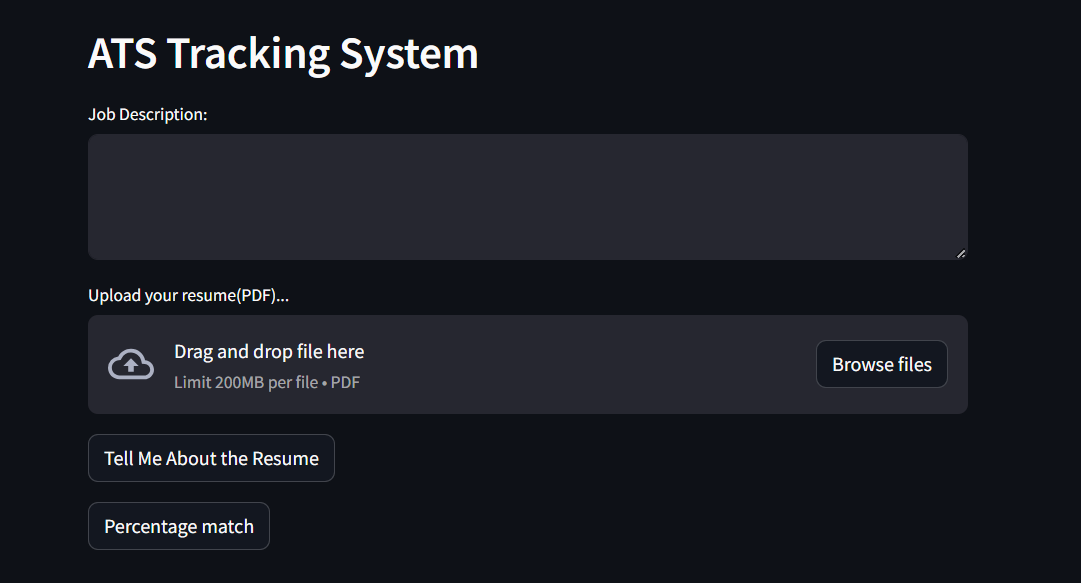 ATS Tracking System
Job Description:
Upload your resume(PDF)...
Drag and drop file here
Limit 200MB per file • PDF
Browse files
Tell Me About the Resume
Percentage match